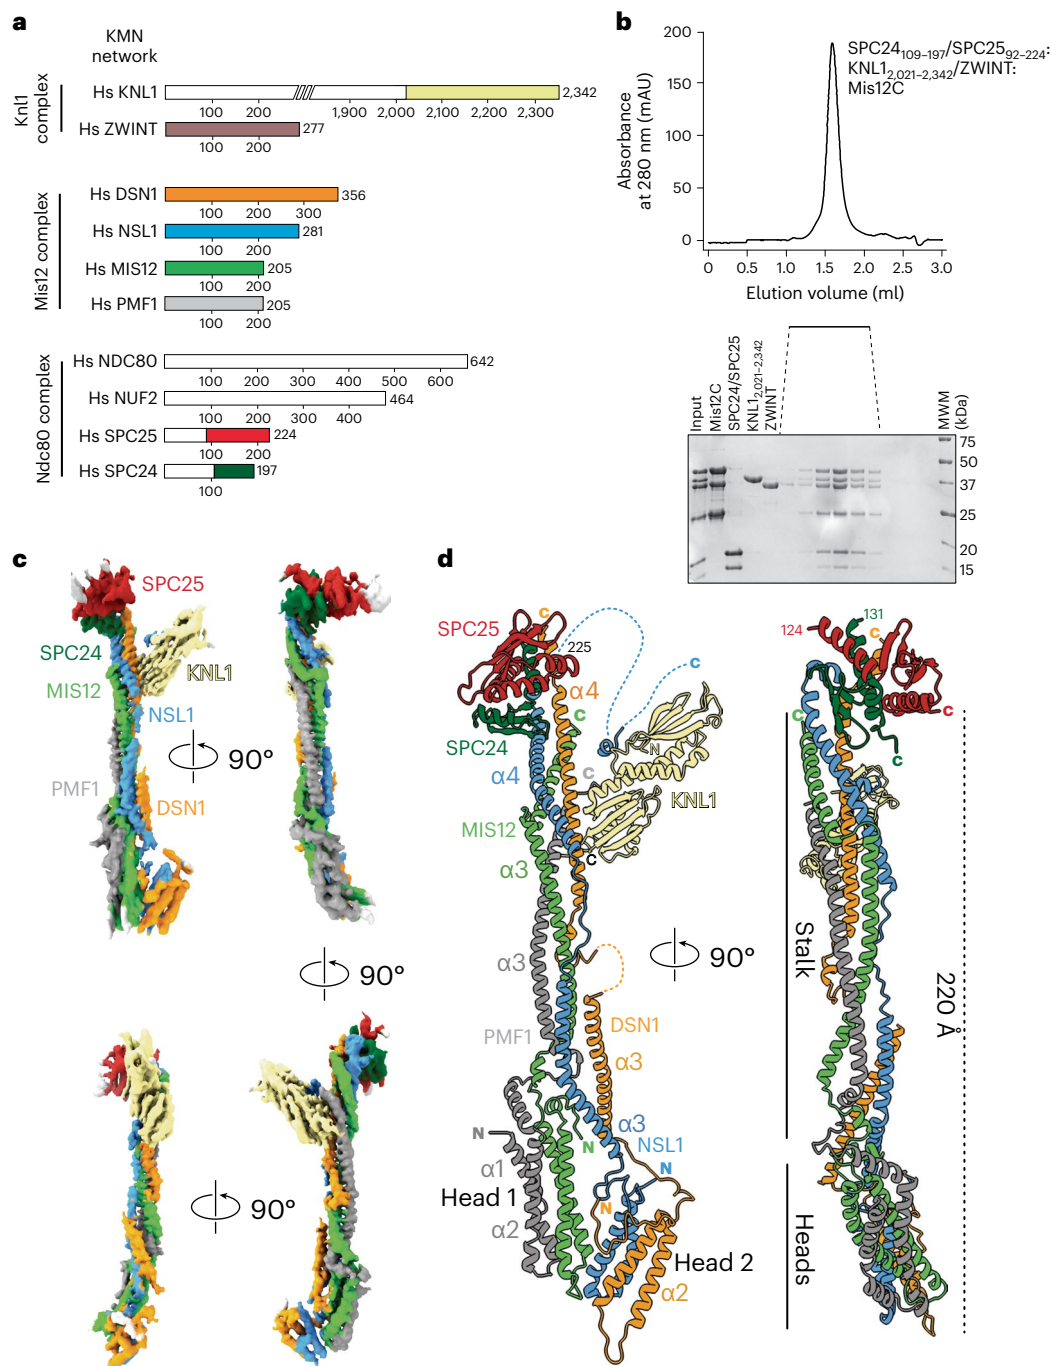 a
KMN
network
Knl1
complex
Hs KNL1
2,342
100 200 1,900 2,000 2,100 2,200 2,300
Hs ZWINT
277
100 200
Mis12 complex
Hs DSN1
356
100 200 300
Hs NSL1
281
100 200
Hs MIS12
205
100 200
Hs PMF1
205
100 200
Ndc80 complex
Hs NDC80
642
100 200 300 400 500 600
Hs NUF2
464
100 200 300 400
Hs SPC25
224
100 200
Hs SPC24
197
100
b
Absorbance
at 280 nm (mAU)
200
150
100
50
0
SPC24109–197/SPC2592–224:
KNL12,021–2,342/ZWINT:
Mis12C
0 0.5 1.0 1.5 2.0 2.5 3.0
Elution volume (ml)
Input
Mis12C
SPC24/SPC25
KNL12,021–2,342
ZWINT
MWM
(kDa)
75
50
37
25
20
15
c
SPC25
SPC24
MIS12
KNL1
NSL1
90°
PMF1
DSN1
90°
90°
d
SPC25
C
225
C
α4
C
SPC24
N
α4
C
KNL1
MIS12
C
α3
α3
90°
PMF1
DSN1
α3
α3
NSL1
N
N
N
α1
N
Head 1
α2
Head 2
α2
131
124
C
C
C
C
Stalk
220 Å
Heads